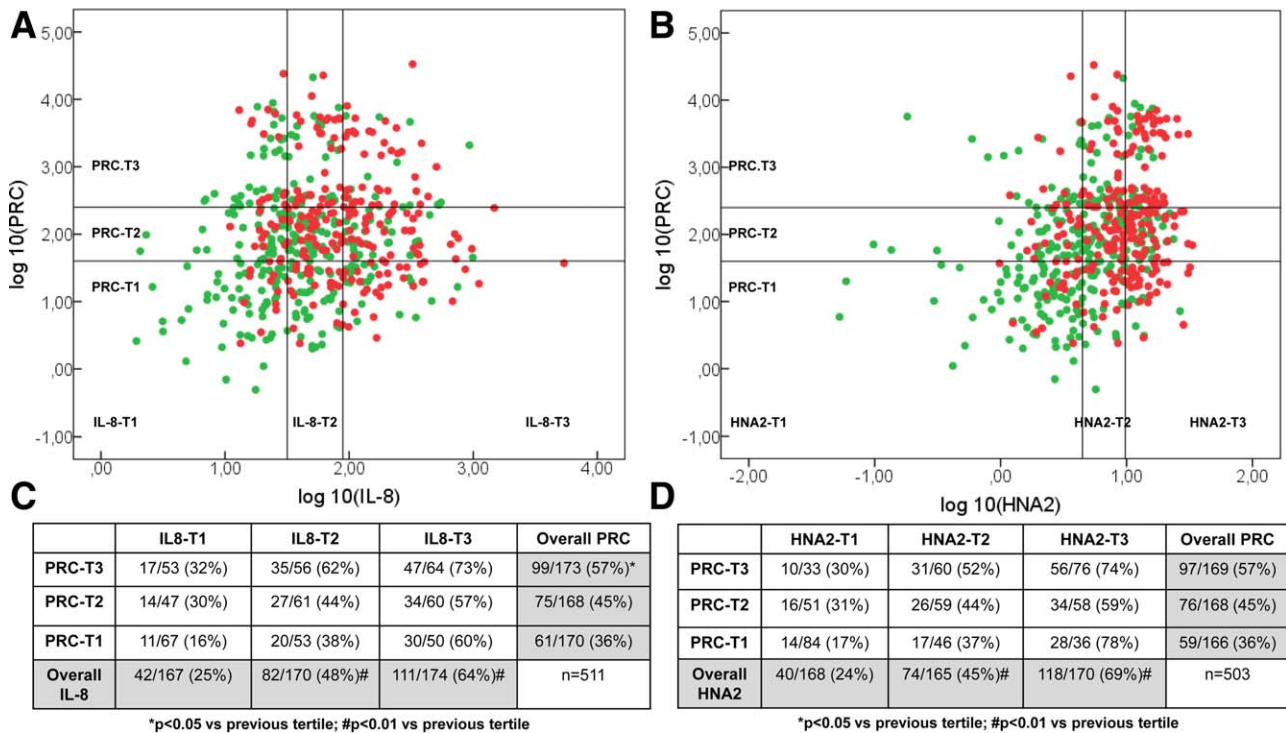 A
5,00
4,00
3,00
2,00
1,00
,00
-1,00
log 10(PRC)
PRC.T3
PRC-T2
PRC-T1
IL-8-T1
IL-8-T2
IL-8-T3
,00
1,00
2,00
3,00
4,00
log 10(IL-8)
B
5,00
4,00
3,00
2,00
1,00
,00
-1,00
log 10(PRC)
PRC.T3
PRC-T2
PRC-T1
HNA2-T1
HNA2-T2
HNA2-T3
-2,00
-1,00
,00
1,00
2,00
log 10(HNA2)
C
IL8-T1 IL8-T2 IL8-T3 Overall PRC
PRC-T3 17/53 (32%) 35/56 (62%) 47/64 (73%) 99/173 (57%)*
PRC-T2 14/47 (30%) 27/61 (44%) 34/60 (57%) 75/168 (45%)
PRC-T1 11/67 (16%) 20/53 (38%) 30/50 (60%) 61/170 (36%)
Overall IL-8 42/167 (25%) 82/170 (48%)# 111/174 (64%)# n=511
*p<0.05 vs previous tertile; #p<0.01 vs previous tertile
D
HNA2-T1 HNA2-T2 HNA2-T3 Overall PRC
PRC-T3 10/33 (30%) 31/60 (52%) 56/76 (74%) 97/169 (57%)
PRC-T2 16/51 (31%) 26/59 (44%) 34/58 (59%) 76/168 (45%)
PRC-T1 14/84 (17%) 17/46 (37%) 28/36 (78%) 59/166 (36%)
Overall HNA2 40/168 (24%) 74/165 (45%)# 118/170 (69%)# n=503
*p<0.05 vs previous tertile; #p<0.01 vs previous tertile